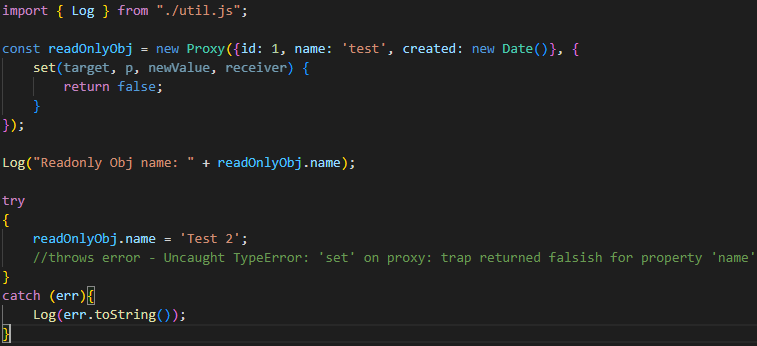 import { Log } from "./util.js";
const readOnlyObj = new Proxy({id: 1, name: 'test', created: new Date()}, {
set(target, p, newValue, receiver) {
return false;
}
});
Log("Readonly Obj name: " + readOnlyObj.name);
try
{
readOnlyObj.name = 'Test 2';
//throws error - Uncaught TypeError: 'set' on proxy: trap returned falsish for property 'name'
}
catch (err){
Log(err.toString());
}